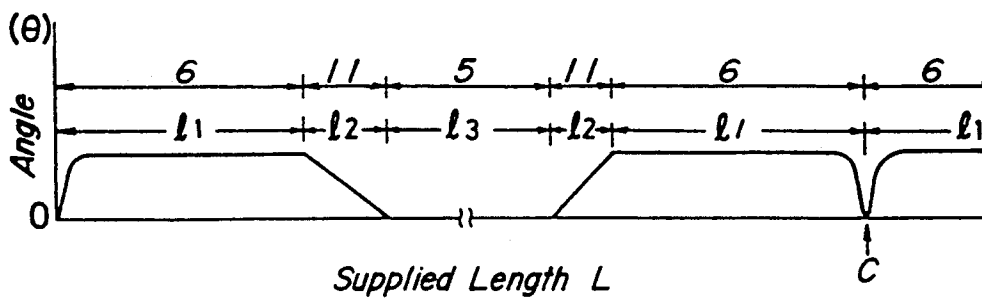 (θ)
6 11 5 11 6 6
ℓ1 ℓ2 ℓ3 ℓ2 ℓ1 ℓ1
Angle
0
C
Supplied Length L